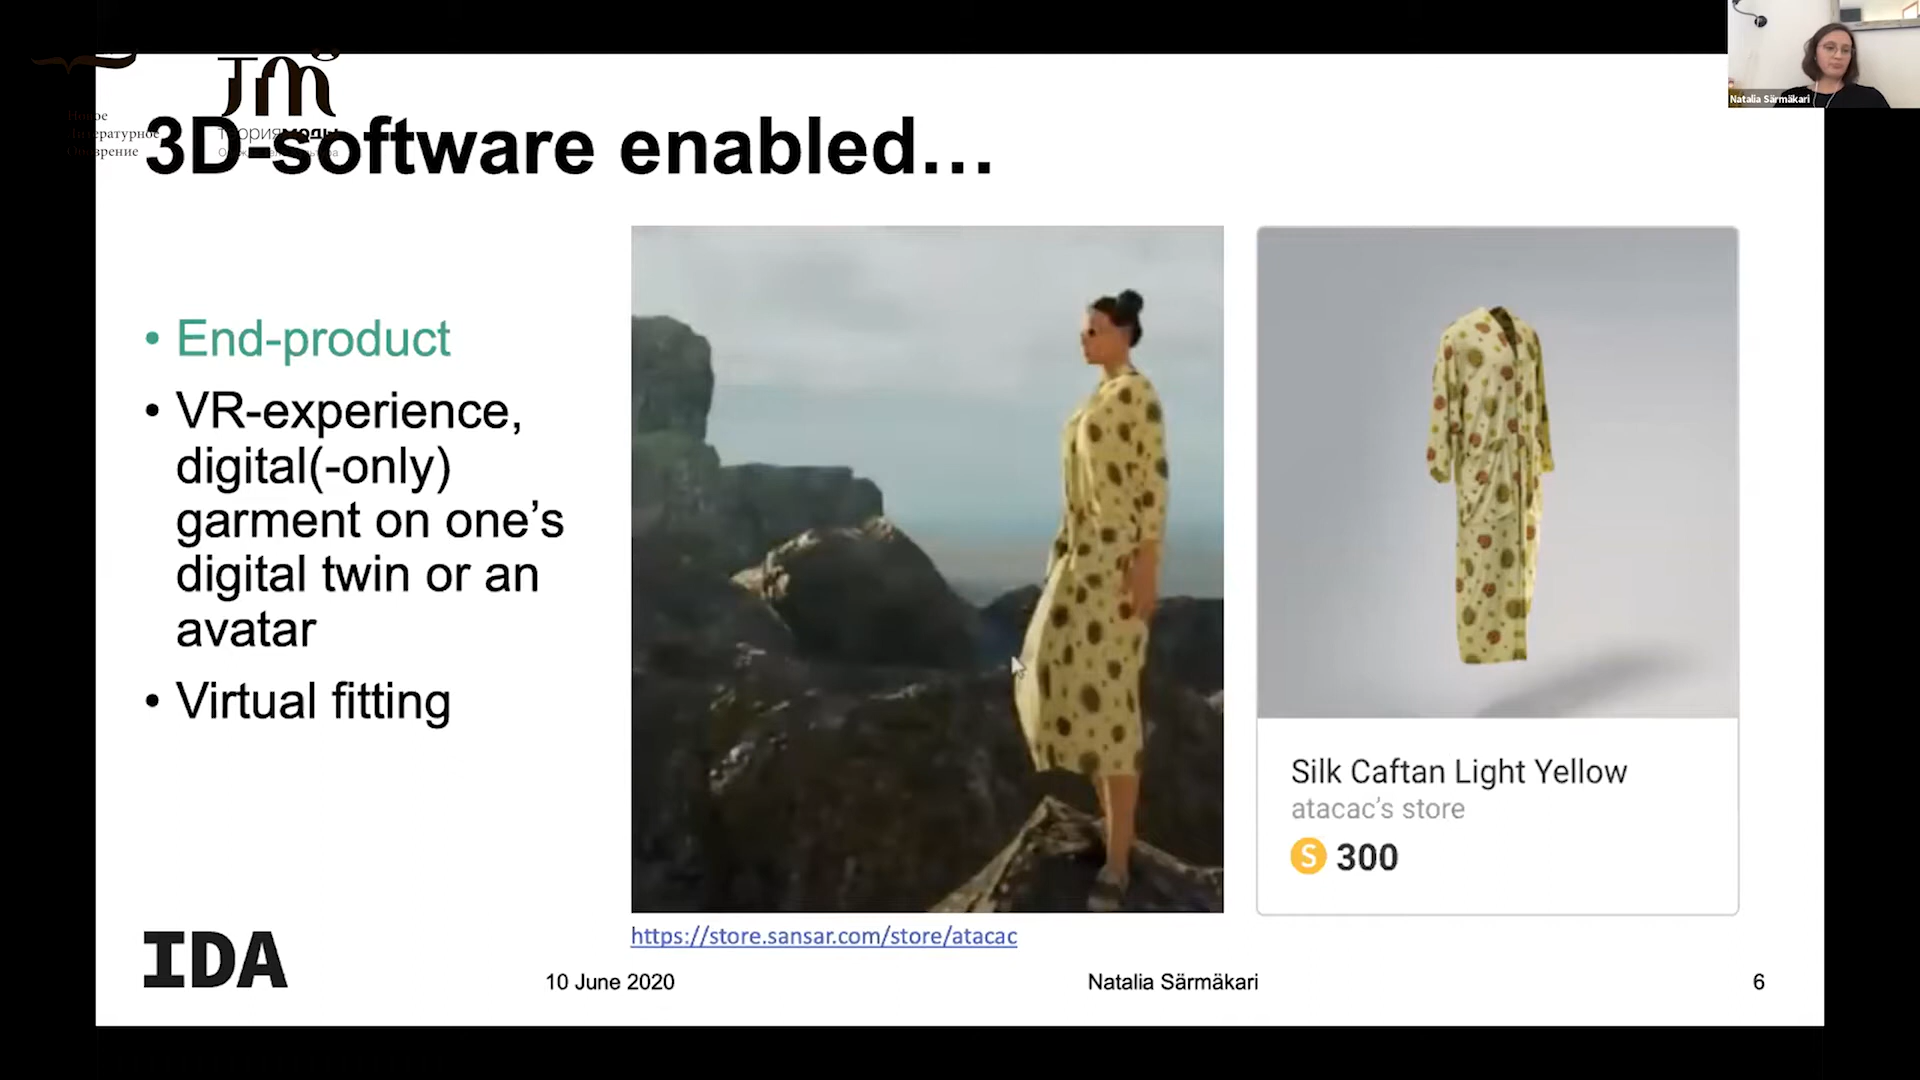 Natalia Särmäkari
JM
Новое
Литературное
Обозрение
ТеорияМОДЫ
3D-software enabled…
• End-product
• VR-experience,
digital(-only)
garment on one’s
digital twin or an
avatar
• Virtual fitting
Silk Caftan Light Yellow
atacac’s store
S 300
https://store.sansar.com/store/atacac
IDA
10 June 2020
Natalia Särmäkari
6